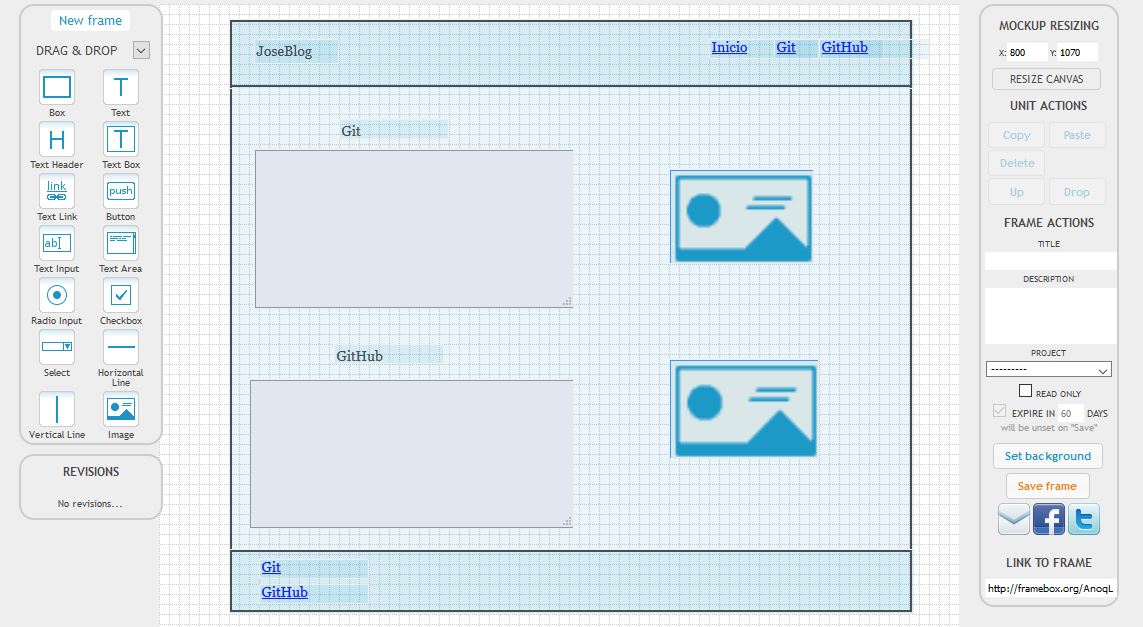 New frame
DRAG & DROP
Box
T
Text
H
Text Header
T
Text Box
link
Text Link
push
Button
ab
Text Input
Text Area
Radio Input
Checkbox
Select
Horizontal
Line
Vertical Line
Image
REVISIONS
No revisions...
JoseBlog
Inicio
Git
GitHub
Git
GitHub
Git
GitHub
MOCKUP RESIZING
X: 800 Y: 1070
RESIZE CANVAS
UNIT ACTIONS
Copy
Paste
Delete
Up
Drop
FRAME ACTIONS
TITLE
DESCRIPTION
PROJECT
---------
READ ONLY
EXPIRE IN 60 DAYS
will be unset on "Save"
Set background
Save frame
LINK TO FRAME
http://framebox.org/AnoqL